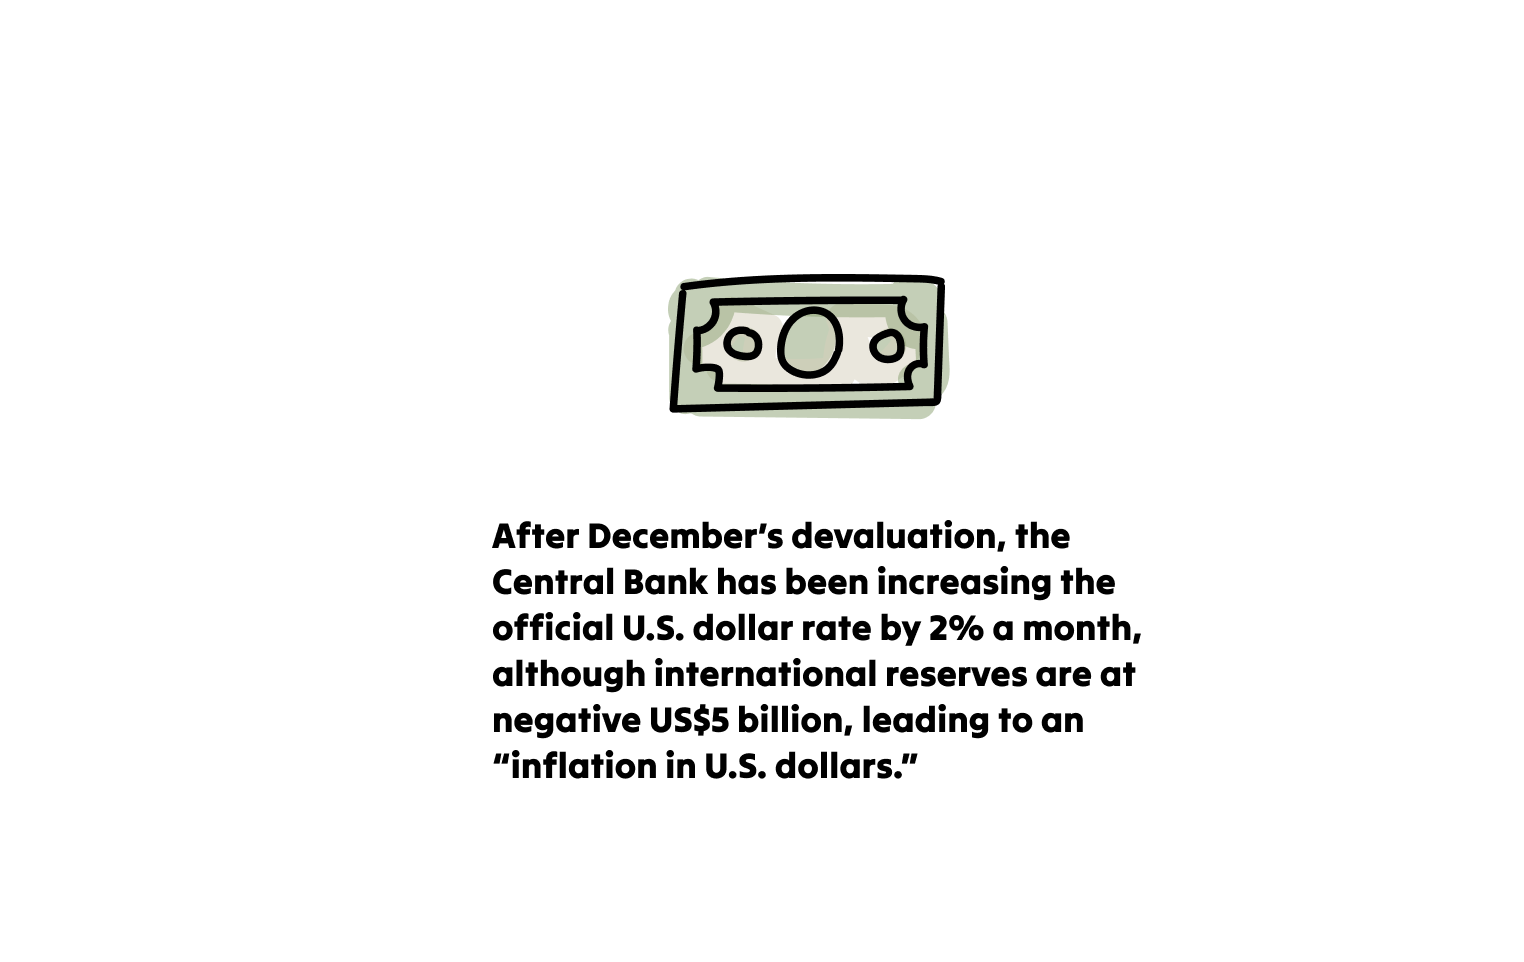 After December’s devaluation, the
Central Bank has been increasing the
official U.S. dollar rate by 2% a month,
although international reserves are at
negative US$5 billion, leading to an
“inflation in U.S. dollars.”